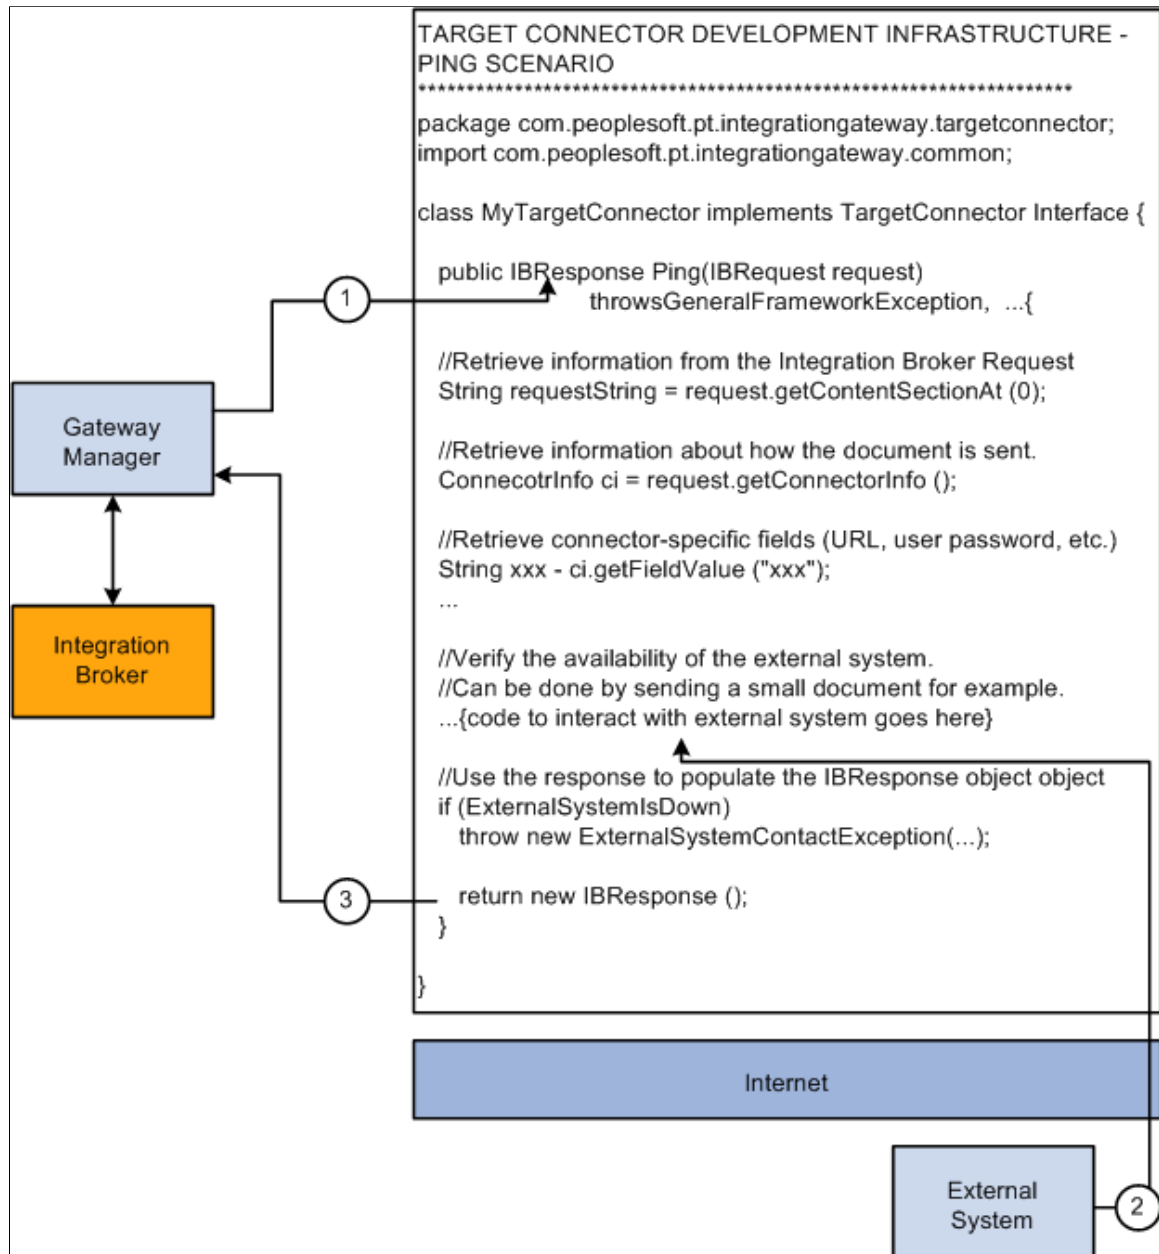 TARGET CONNECTOR DEVELOPMENT INFRASTRUCTURE -
PING SCENARIO
********************************************************************
package com.peoplesoft.pt.integrationgateway.targetconnector;
import com.peoplesoft.pt.integrationgateway.common;
class MyTargetConnector implements TargetConnector Interface {
public IBResponse Ping(IBRequest request)
throwsGeneralFrameworkException, ...{
1
//Retrieve information from the Integration Broker Request
String requestString = request.getContentSectionAt (0);
Gateway
Manager
//Retrieve information about how the document is sent.
ConnecotrInfo ci = request.getConnectorInfo ();
//Retrieve connector-specific fields (URL, user password, etc.)
String xxx - ci.getFieldValue ("xxx");
...
Integration
Broker
//Verify the availability of the external system.
//Can be done by sending a small document for example.
...{code to interact with external system goes here}
//Use the response to populate the IBResponse object object
if (ExternalSystemIsDown)
throw new ExternalSystemContactException(...);
3
return new IBResponse ();
}
}
Internet
External
System
2